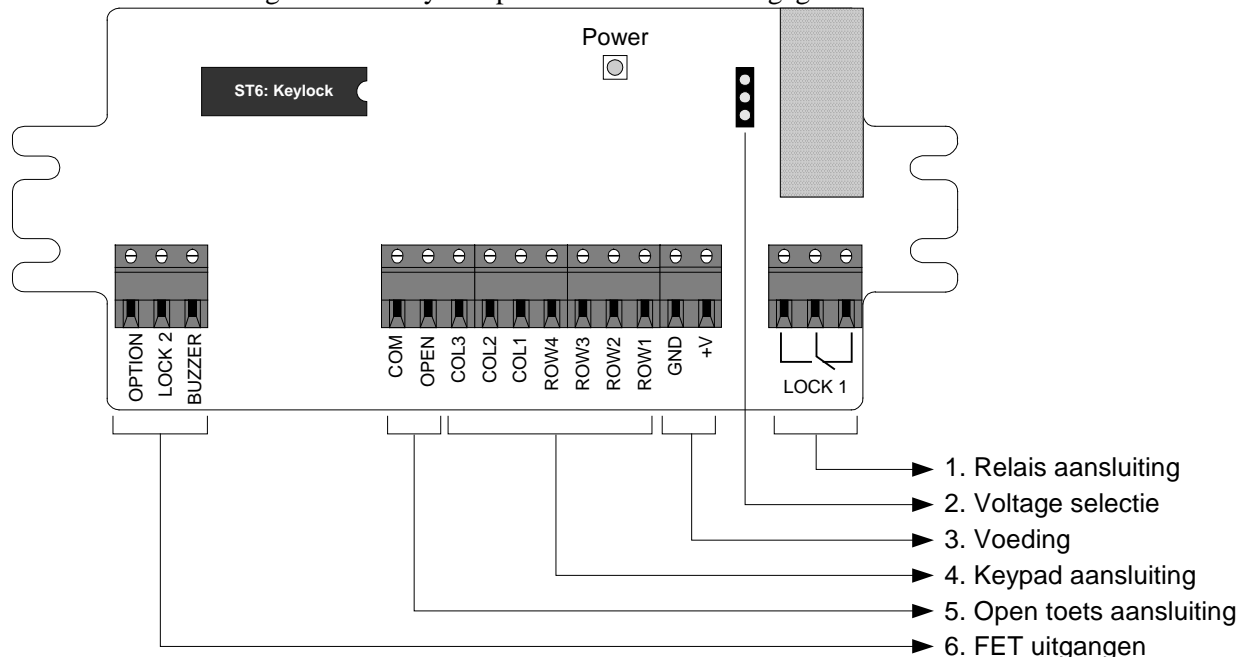 Power
ST6: Keylock
OPTION
LOCK 2
BUZZER
COM
OPEN
COL3
COL2
COL1
ROW4
ROW3
ROW2
ROW1
GND
+V
LOCK 1
1. Relais aansluiting
2. Voltage selectie
3. Voeding
4. Keypad aansluiting
5. Open toets aansluiting
6. FET uitgangen